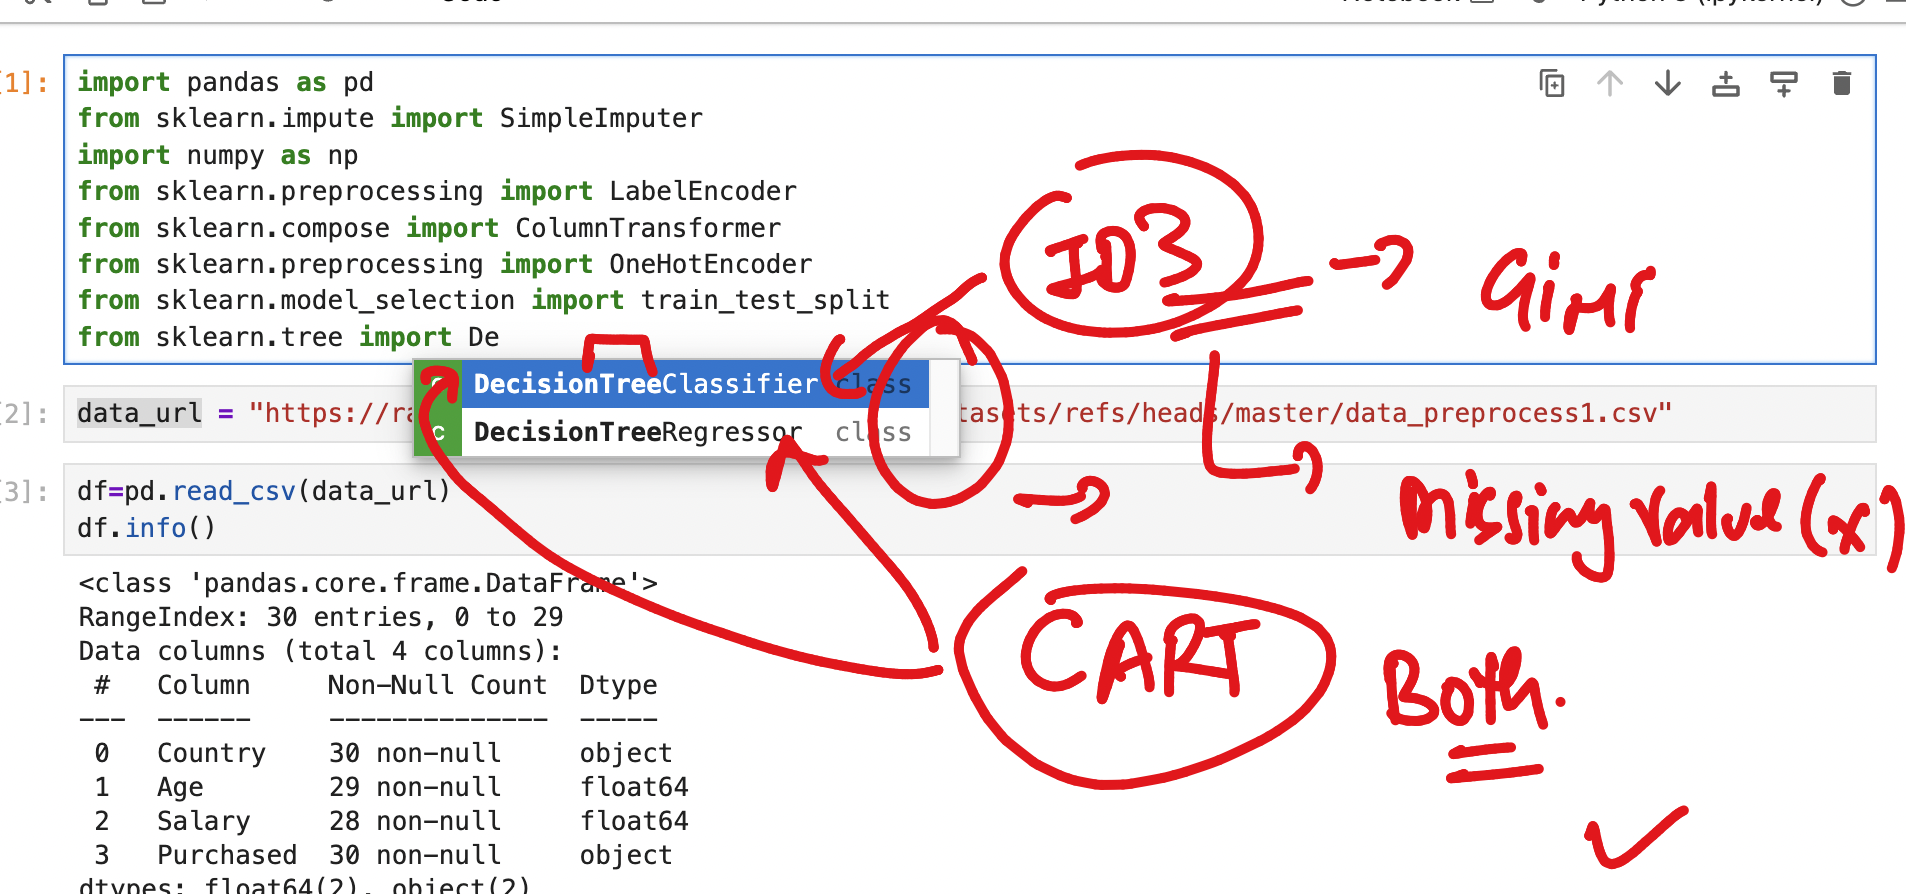 [1]:
import pandas as pd
from sklearn.impute import SimpleImputer
import numpy as np
from sklearn.preprocessing import LabelEncoder
from sklearn.compose import ColumnTransformer
from sklearn.preprocessing import OneHotEncoder
from sklearn.model_selection import train_test_split
from sklearn.tree import De
DecisionTreeClassifier class
c DecisionTreeRegressor class
ID3
Gini
[2]:
data_url = "https://ra tasets/refs/heads/master/data_preprocess1.csv"
[3]:
df=pd.read_csv(data_url)
df.info()
missing value (x)
<class 'pandas.core.frame.DataFrame'>
RangeIndex: 30 entries, 0 to 29
Data columns (total 4 columns):
# Column Non-Null Count Dtype
--- ------ -------------- -----
0 Country 30 non-null object
1 Age 29 non-null float64
2 Salary 28 non-null float64
3 Purchased 30 non-null object
dtypes: float64(2), object(2)
CART
Both.